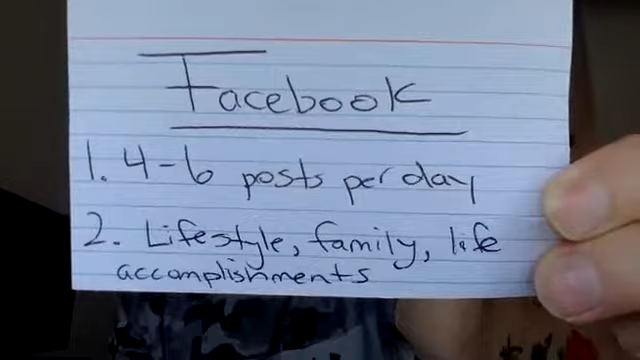 Facebook
1. 4-6 posts per day
2. Lifestyle, family, life
accomplishments